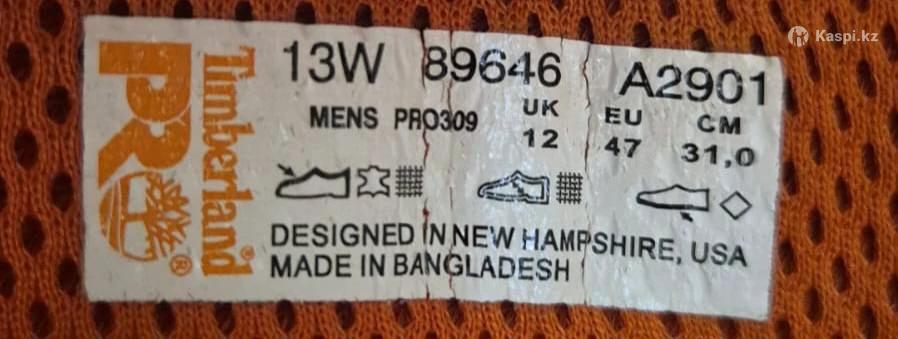 Kaspi.kz
Timberland
PRO
®
13W 89646 A2901
MENS PRO309
UK EU CM
12 47 31,0
DESIGNED IN NEW HAMPSHIRE, USA
MADE IN BANGLADESH